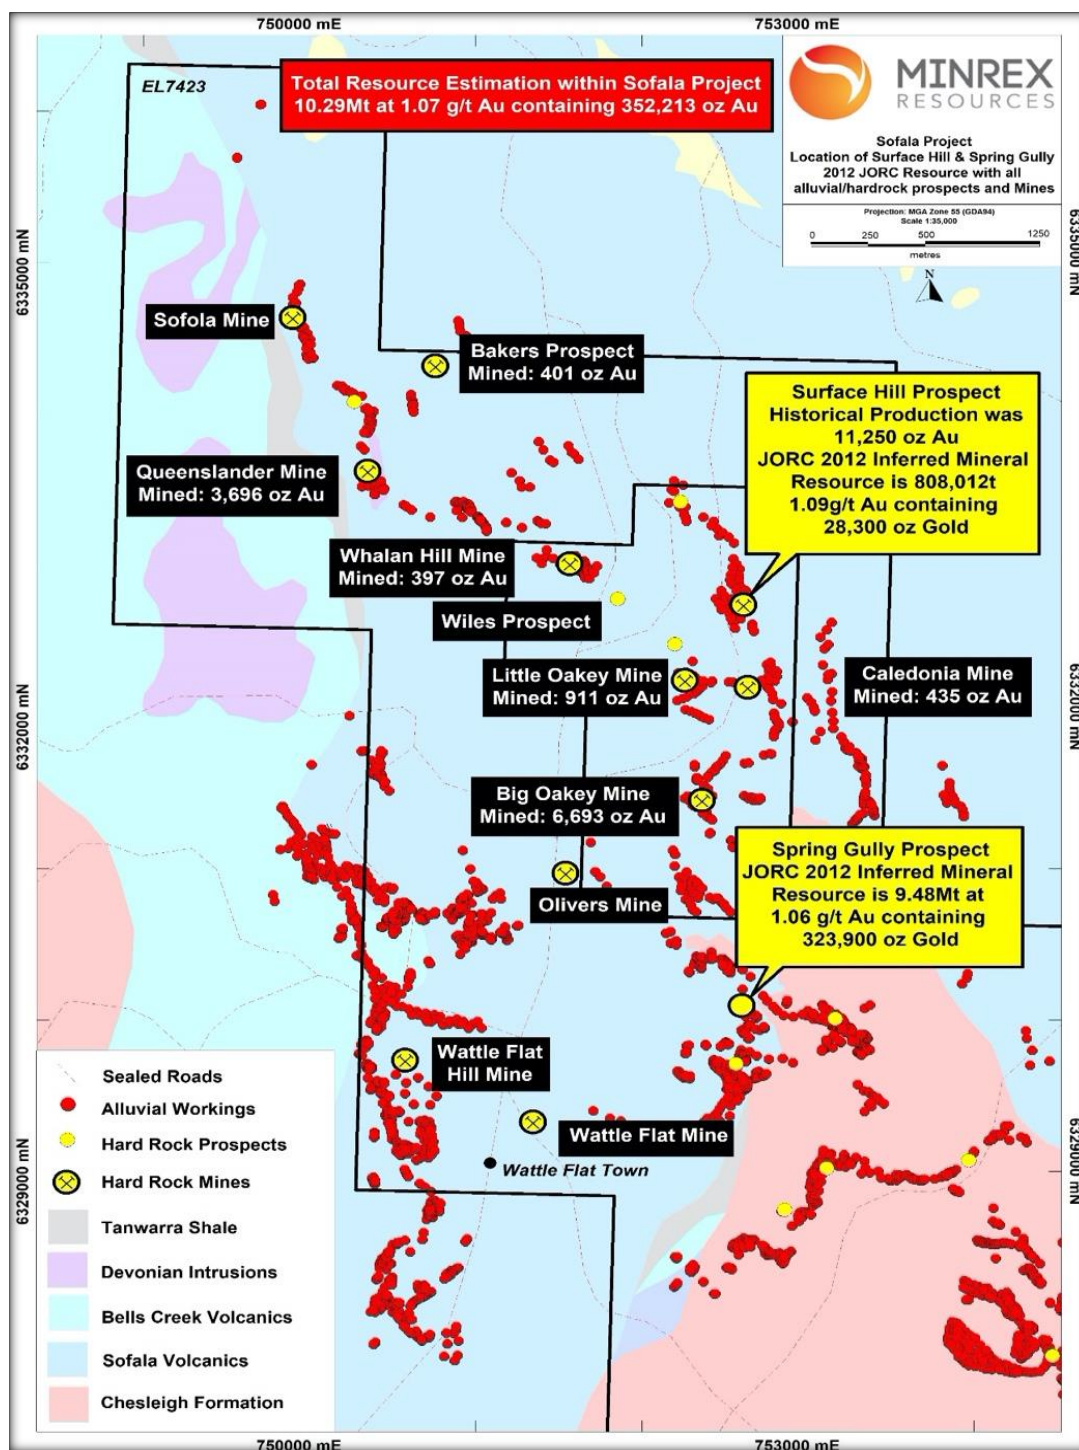 750000 mE
753000 mE
EL7423
Total Resource Estimation within Sofala Project
10.29Mt at 1.07 g/t Au containing 352,213 oz Au
MINREX
RESOURCES
Sofala Project
Location of Surface Hill & Spring Gully
2012 JORC Resource with all
alluvial/hardrock prospects and Mines
Projection: MGA Zone 55 (GDA94)
Scale 1:35,000
0 250 500 1250
metres
N
6335000 mN
6335000 mN
Sofola Mine
Bakers Prospect
Mined: 401 oz Au
Surface Hill Prospect
Historical Production was
11,250 oz Au
JORC 2012 Inferred Mineral
Resource is 808,012t
1.09g/t Au containing
28,300 oz Gold
Queenslander Mine
Mined: 3,696 oz Au
Whalan Hill Mine
Mined: 397 oz Au
Wiles Prospect
Little Oakey Mine
Mined: 911 oz Au
Caledonia Mine
Mined: 435 oz Au
6332000 mN
6332000 mN
Big Oakey Mine
Mined: 6,693 oz Au
Spring Gully Prospect
JORC 2012 Inferred Mineral
Resource is 9.48Mt at
1.06 g/t Au containing
323,900 oz Gold
Olivers Mine
Wattle Flat
Hill Mine
Wattle Flat Mine
Wattle Flat Town
6329000 mN
6329000 mN
Sealed Roads
Alluvial Workings
Hard Rock Prospects
Hard Rock Mines
Tanwarra Shale
Devonian Intrusions
Bells Creek Volcanics
Sofala Volcanics
Chesleigh Formation
750000 mE
753000 mE